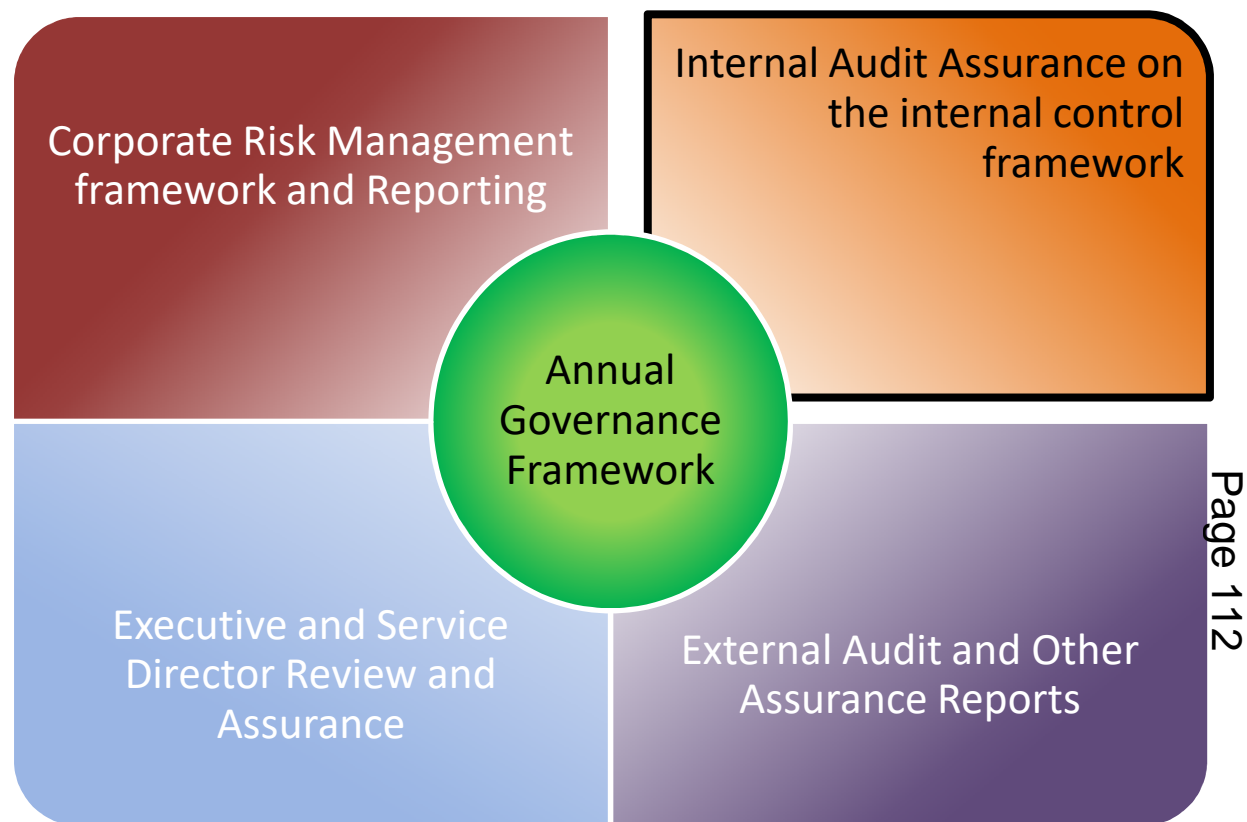 Corporate Risk Management
framework and Reporting
Internal Audit Assurance on
the internal control
framework
Annual
Governance
Framework
Executive and Service
Director Review and
Assurance
External Audit and Other
Assurance Reports
Page 112